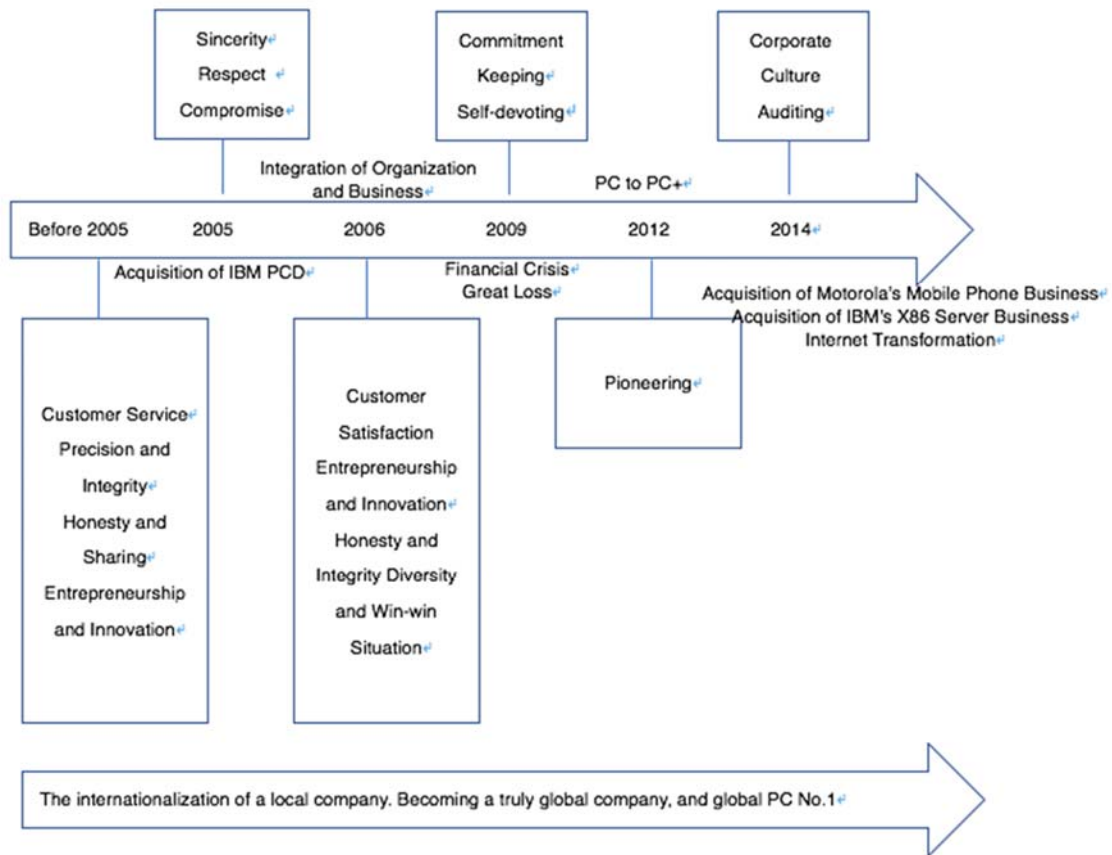 Sincerity
Respect
Compromise
Commitment
Keeping
Self-devoting
Corporate
Culture
Auditing
Integration of Organization
and Business
PC to PC+
Before 2005
2005
2006
2009
2012
2014
Acquisition of IBM PCD
Financial Crisis
Great Loss
Acquisition of Motorola's Mobile Phone Business
Acquisition of IBM's X86 Server Business
Internet Transformation
Customer Service
Precision and
Integrity
Honesty and
Sharing
Entrepreneurship
and Innovation
Customer
Satisfaction
Entrepreneurship
and Innovation
Honesty and
Integrity Diversity
and Win-win
Situation
Pioneering
The internationalization of a local company. Becoming a truly global company, and global PC No.1